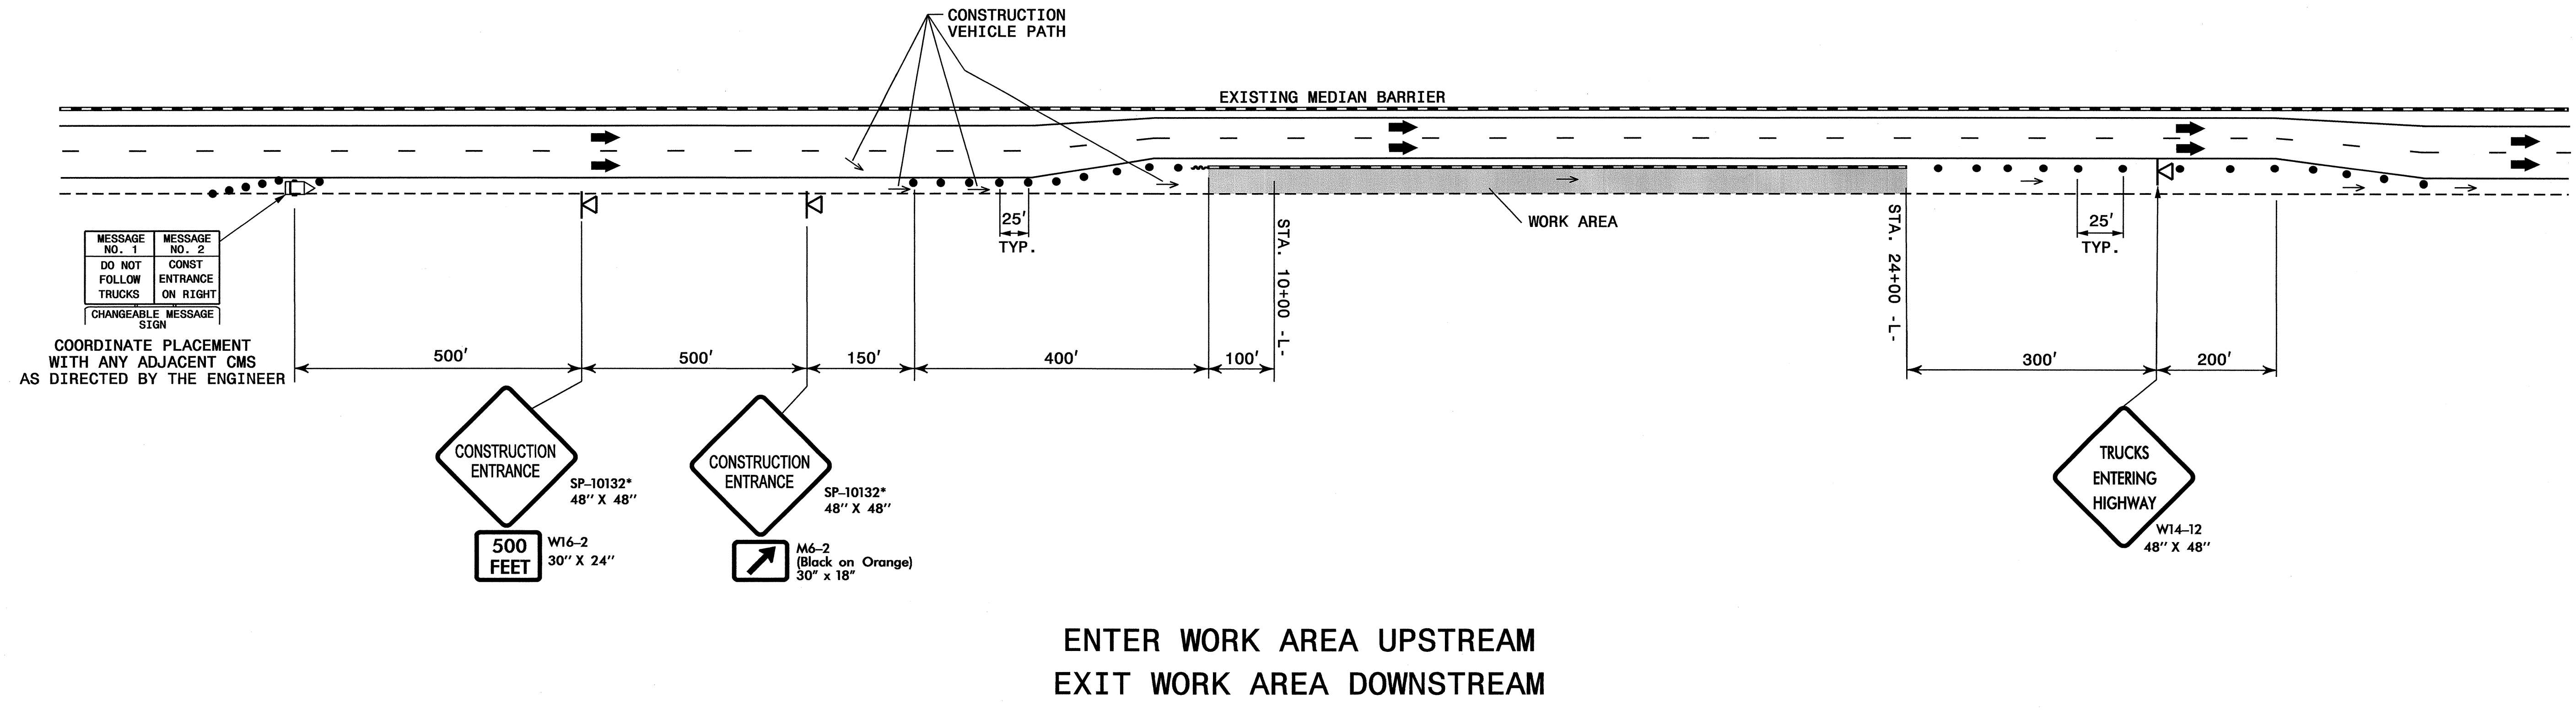 CONSTRUCTION
VEHICLE PATH
EXISTING MEDIAN BARRIER
MESSAGE NO. 1
MESSAGE NO. 2
DO NOT
FOLLOW
TRUCKS
CONST
ENTRANCE
ON RIGHT
CHANGEABLE MESSAGE
SIGN
COORDINATE PLACEMENT
WITH ANY ADJACENT CMS
AS DIRECTED BY THE ENGINEER
25'
TYP.
STA. 10+00 -L-
WORK AREA
STA. 24+00 -L-
25'
TYP.
500'
500'
150'
400'
100'
300'
200'
CONSTRUCTION
ENTRANCE
SP-10132*
48" X 48"
500
FEET
W16-2
30" X 24"
CONSTRUCTION
ENTRANCE
SP-10132*
48" X 48"
M6-2
(Black on Orange)
30" x 18"
TRUCKS
ENTERING
HIGHWAY
W14-12
48" X 48"
ENTER WORK AREA UPSTREAM
EXIT WORK AREA DOWNSTREAM